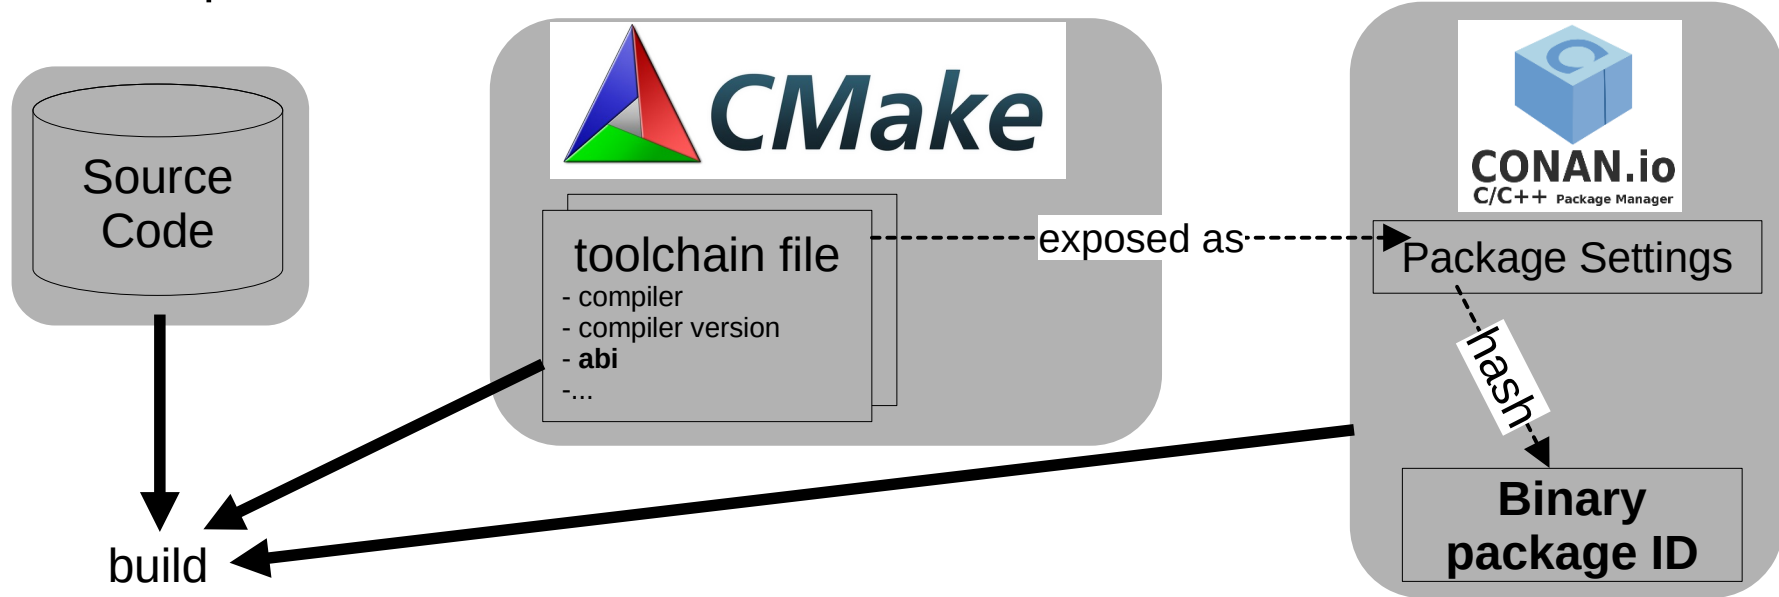 Source
Code
CMake
toolchain file
- compiler
- compiler version
- abi
-...
exposed as
CONAN.io
C/C++ Package Manager
Package Settings
hash
Binary
package ID
build